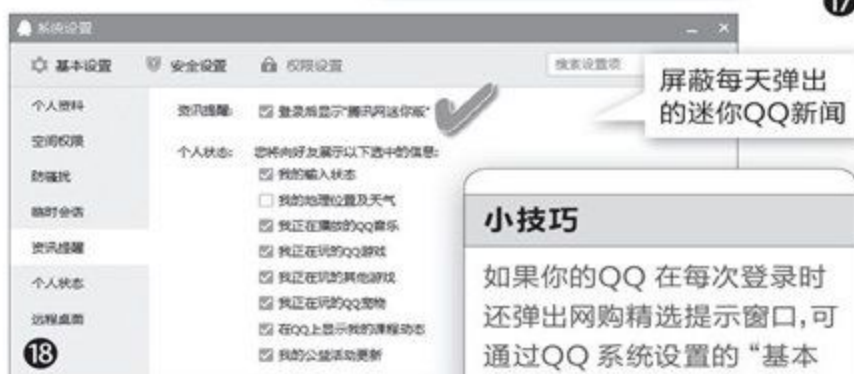 17
系统设置
基本设置 安全设置 权限设置 搜索设置项
屏蔽每天弹出
的迷你QQ新闻
个人资料
空间权限
防骚扰
临时会话
资讯提醒
个人状态
远程桌面
资讯提醒: 登录后显示"腾讯网迷你版"
个人状态: 您将向好友展示以下选中的信息:
我的输入状态
我的地理位置及天气
我正在播放的QQ音乐
我正在玩的QQ游戏
我正在玩的其他游戏
我正在玩的QQ宠物
在QQ上显示我的课程动态
我的公益活动更新
18
小技巧
如果你的QQ 在每次登录时
还弹出网购精选提示窗口,可
通过QQ 系统设置的 “基本